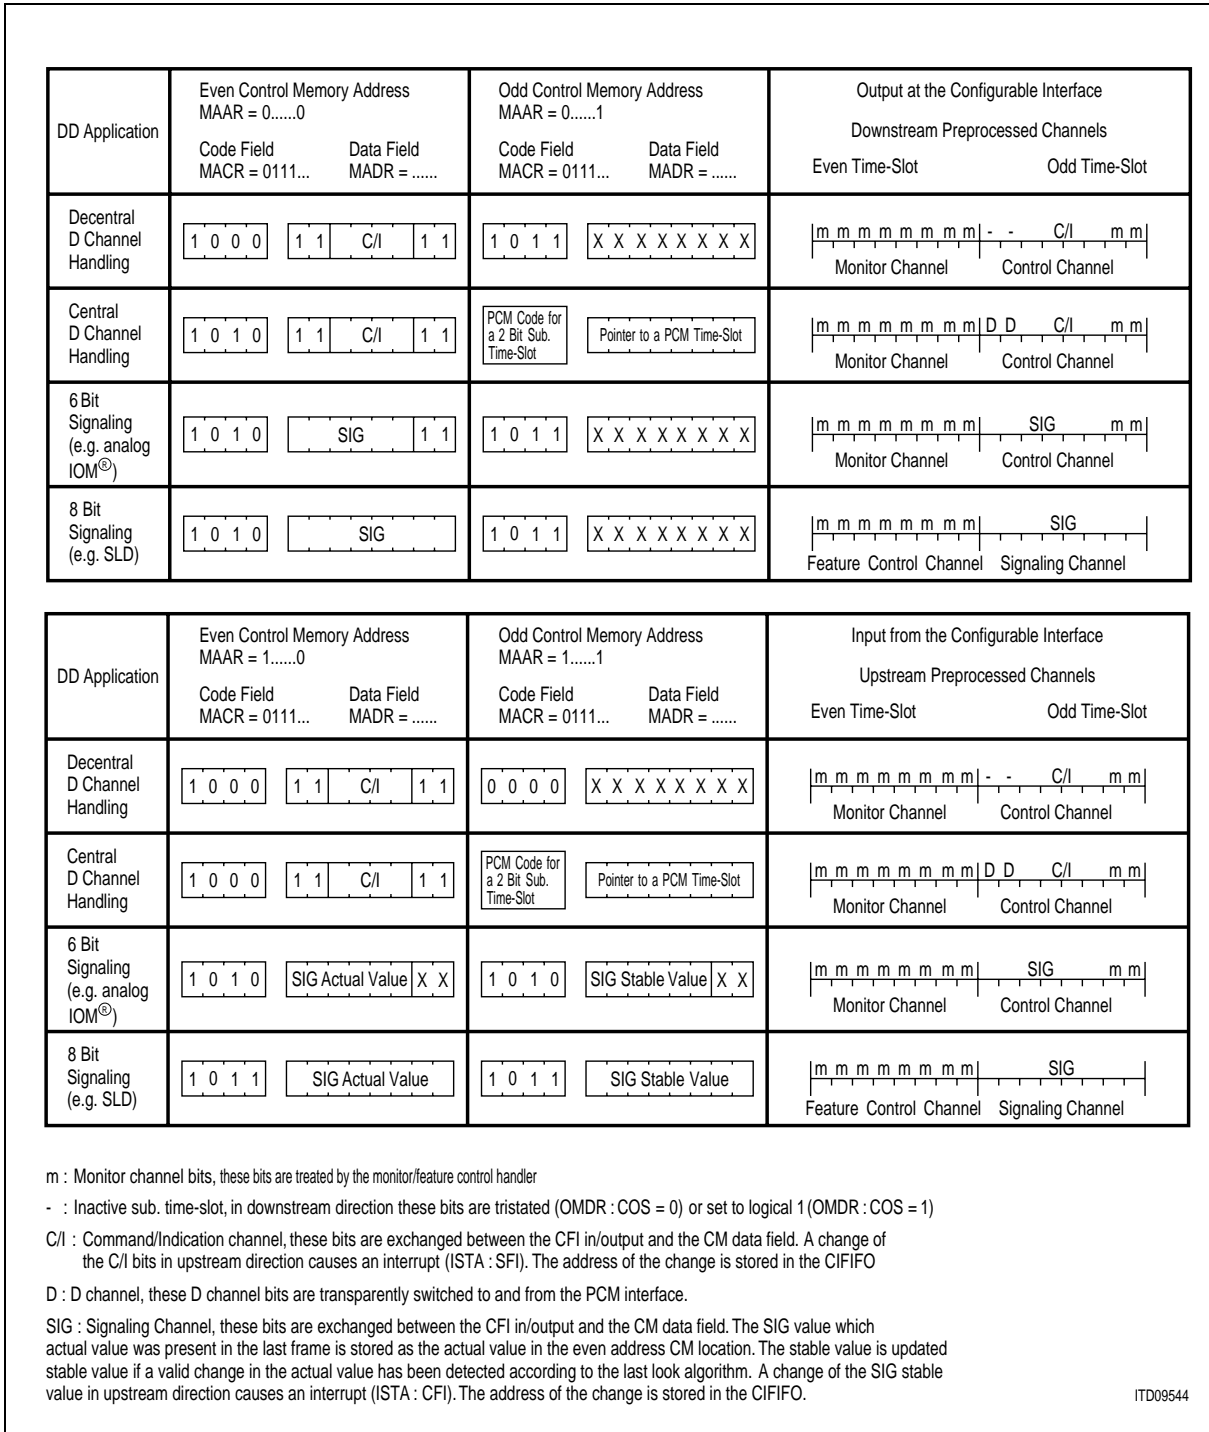 DD Application
Even Control Memory Address
MAAR = 0......0
Code Field Data Field
MACR = 0111... MADR = ......
Odd Control Memory Address
MAAR = 0......1
Code Field Data Field
MACR = 0111... MADR = ......
Output at the Configurable Interface
Downstream Preprocessed Channels
Even Time-Slot Odd Time-Slot
Decentral
D Channel
Handling
1 0 0 0 1 1 C/I 1 1
1 0 1 1 X X X X X X X X
m m m m m m m m - - C/I m m
Monitor Channel Control Channel
Central
D Channel
Handling
1 0 1 0 1 1 C/I 1 1
PCM Code for
a 2 Bit Sub.
Time-Slot
Pointer to a PCM Time-Slot
m m m m m m m m D D C/I m m
Monitor Channel Control Channel
6 Bit
Signaling
(e.g. analog
IOM®)
1 0 1 0 SIG 1 1
1 0 1 1 X X X X X X X X
m m m m m m m m SIG m m
Monitor Channel Control Channel
8 Bit
Signaling
(e.g. SLD)
1 0 1 0 SIG
1 0 1 1 X X X X X X X X
m m m m m m m m SIG
Feature Control Channel Signaling Channel
DD Application
Even Control Memory Address
MAAR = 1......0
Code Field Data Field
MACR = 0111... MADR = ......
Odd Control Memory Address
MAAR = 1......1
Code Field Data Field
MACR = 0111... MADR = ......
Input from the Configurable Interface
Upstream Preprocessed Channels
Even Time-Slot Odd Time-Slot
Decentral
D Channel
Handling
1 0 0 0 1 1 C/I 1 1
0 0 0 0 X X X X X X X X
m m m m m m m m - - C/I m m
Monitor Channel Control Channel
Central
D Channel
Handling
1 0 0 0 1 1 C/I 1 1
PCM Code for
a 2 Bit Sub.
Time-Slot
Pointer to a PCM Time-Slot
m m m m m m m m D D C/I m m
Monitor Channel Control Channel
6 Bit
Signaling
(e.g. analog
IOM®)
1 0 1 0 SIG Actual Value X X
1 0 1 0 SIG Stable Value X X
m m m m m m m m SIG m m
Monitor Channel Control Channel
8 Bit
Signaling
(e.g. SLD)
1 0 1 1 SIG Actual Value
1 0 1 1 SIG Stable Value
m m m m m m m m SIG
Feature Control Channel Signaling Channel
m : Monitor channel bits, these bits are treated by the monitor/feature control handler
- : Inactive sub. time-slot, in downstream direction these bits are tristated (OMDR : COS = 0) or set to logical 1 (OMDR : COS = 1)
C/I : Command/Indication channel, these bits are exchanged between the CFI in/output and the CM data field. A change of
the C/I bits in upstream direction causes an interrupt (ISTA : SFI). The address of the change is stored in the CIFIFO
D : D channel, these D channel bits are transparently switched to and from the PCM interface.
SIG : Signaling Channel, these bits are exchanged between the CFI in/output and the CM data field. The SIG value which
actual value was present in the last frame is stored as the actual value in the even address CM location. The stable value is updated
stable value if a valid change in the actual value has been detected according to the last look algorithm. A change of the SIG stable
value in upstream direction causes an interrupt (ISTA : CFI). The address of the change is stored in the CIFIFO.
ITD09544